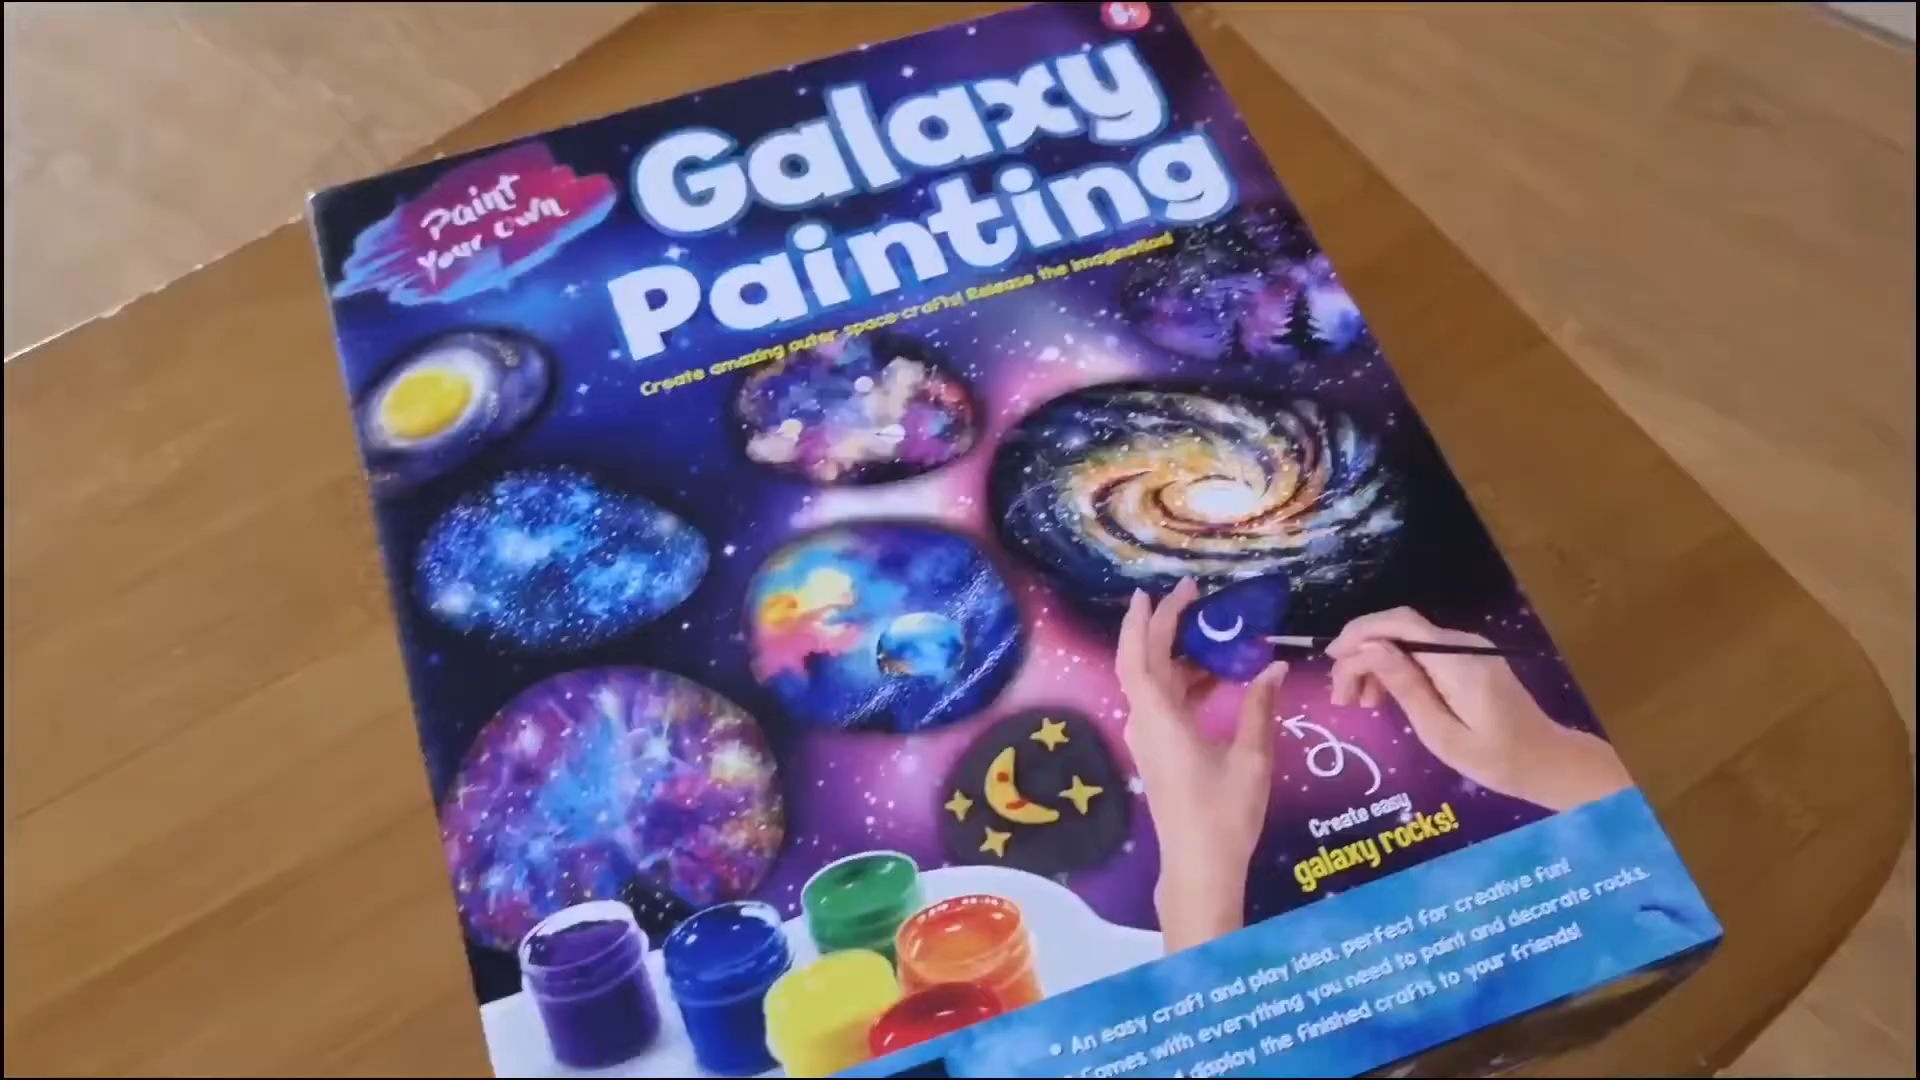 8+
Galaxy
Painting
Paint
your own
Create amazing outer space crafts! Release the imagination!
Create easy
galaxy rocks!
• An easy craft and play idea, perfect for creative fun!
Comes with everything you need to paint and decorate rocks.
display the finished crafts to your friends!